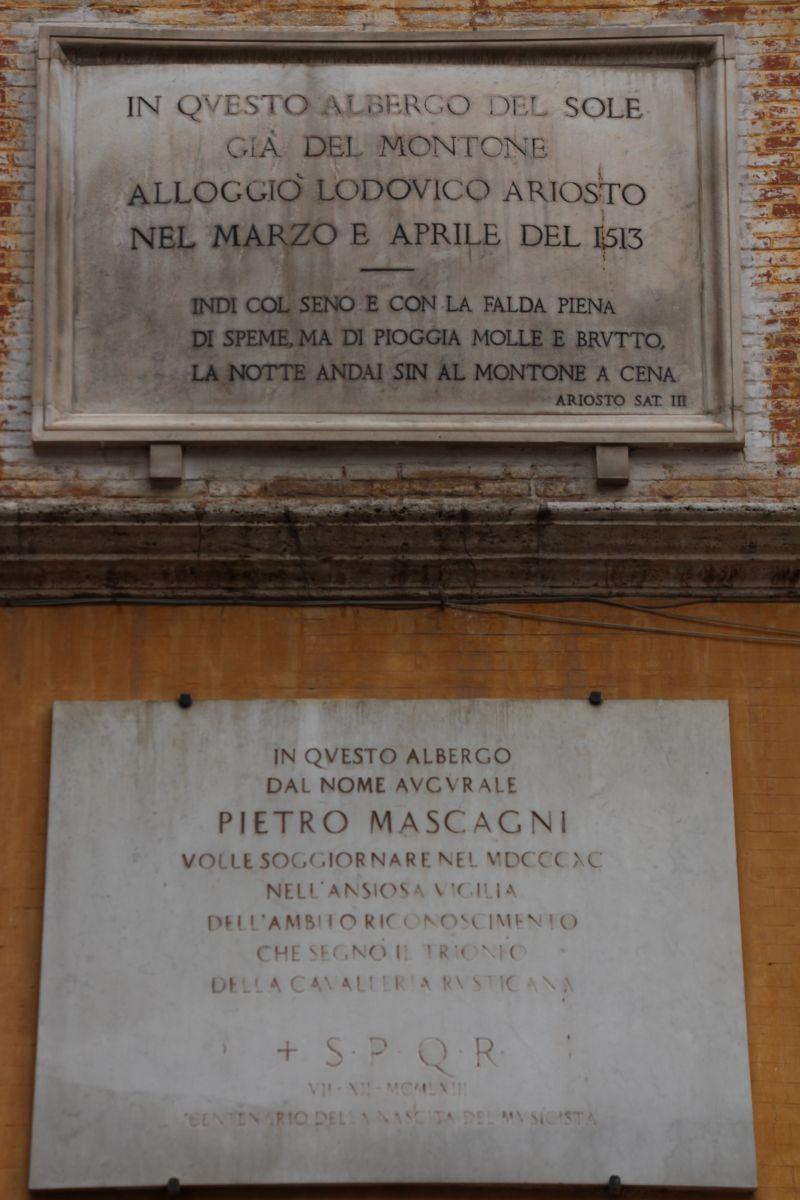 IN QVESTO ALBERGO DEL SOLE
GIÀ DEL MONTONE
ALLOGGIÒ LODOVICO ARIOSTO
NEL MARZO E APRILE DEL 1513
INDI COL SENO E CON LA FALDA PIENA
DI SPEME, MA DI PIOGGIA MOLLE E BRVTTO,
LA NOTTE ANDAI SIN AL MONTONE A CENA
ARIOSTO SAT. III
IN QVESTO ALBERGO
DAL NOME AVGVRALE
PIETRO MASCAGNI
VOLLE SOGGIORNARE NEL MDCCCXC
NELL'ANSIOSA VIGILIA
DELL'AMBITO RICONOSCIMENTO
CHE SEGNÒ IL TRIONFO
DELLA CAVALLERIA RVSTICANA
+ S·P·Q·R·
VII·XII·MCMLXIII
CENTENARIO DELLA NASCITA DEL MVSICISTA